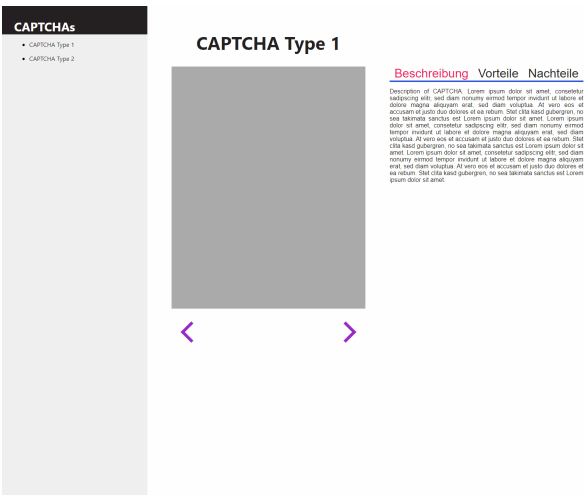 CAPTCHAs
CAPTCHA Type 1
CAPTCHA Type 2
CAPTCHA Type 1
Beschreibung Vorteile Nachteile
Description of CAPTCHA. Lorem ipsum dolor sit amet, consetetur
sadipscing elitr, sed diam nonumy eirmod tempor invidunt ut labore et
dolore magna aliquyam erat, sed diam voluptua. At vero eos et
accusam et justo duo dolores et ea rebum. Stet clita kasd gubergren, no
sea takimata sanctus est Lorem ipsum dolor sit amet. Lorem ipsum
dolor sit amet, consetetur sadipscing elitr, sed diam nonumy eirmod
tempor invidunt ut labore et dolore magna aliquyam erat, sed diam
voluptua. At vero eos et accusam et justo duo dolores et ea rebum. Stet
clita kasd gubergren, no sea takimata sanctus est Lorem ipsum dolor sit
amet. Lorem ipsum dolor sit amet, consetetur sadipscing elitr, sed diam
nonumy eirmod tempor invidunt ut labore et dolore magna aliquyam
erat, sed diam voluptua. At vero eos et accusam et justo duo dolores et
ea rebum. Stet clita kasd gubergren, no sea takimata sanctus est Lorem
ipsum dolor sit amet.